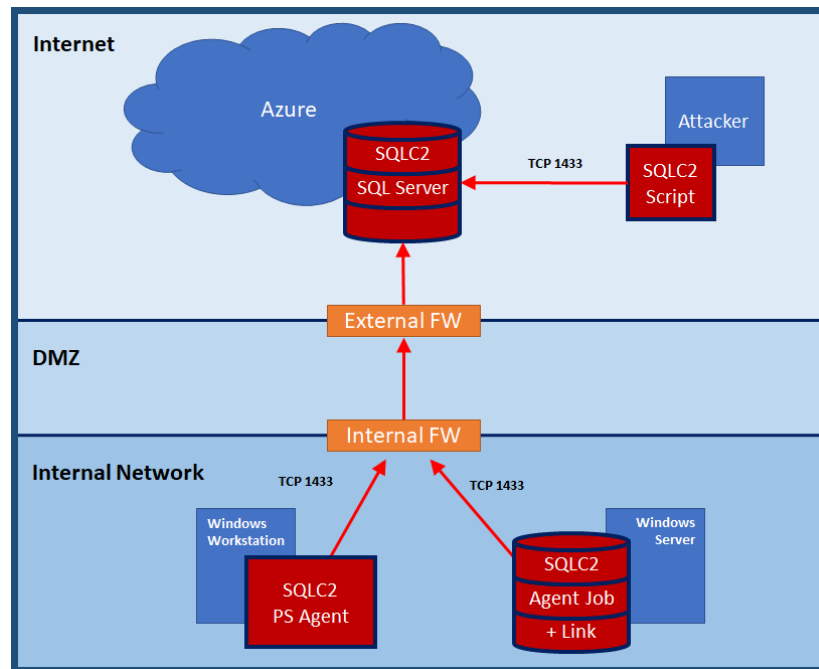 Internet
Azure
SQLC2
SQL Server
TCP 1433
Attacker
SQLC2
Script
External FW
DMZ
Internal FW
Internal Network
TCP 1433
TCP 1433
Windows
Workstation
SQLC2
PS Agent
Windows
Server
SQLC2
Agent Job
+ Link